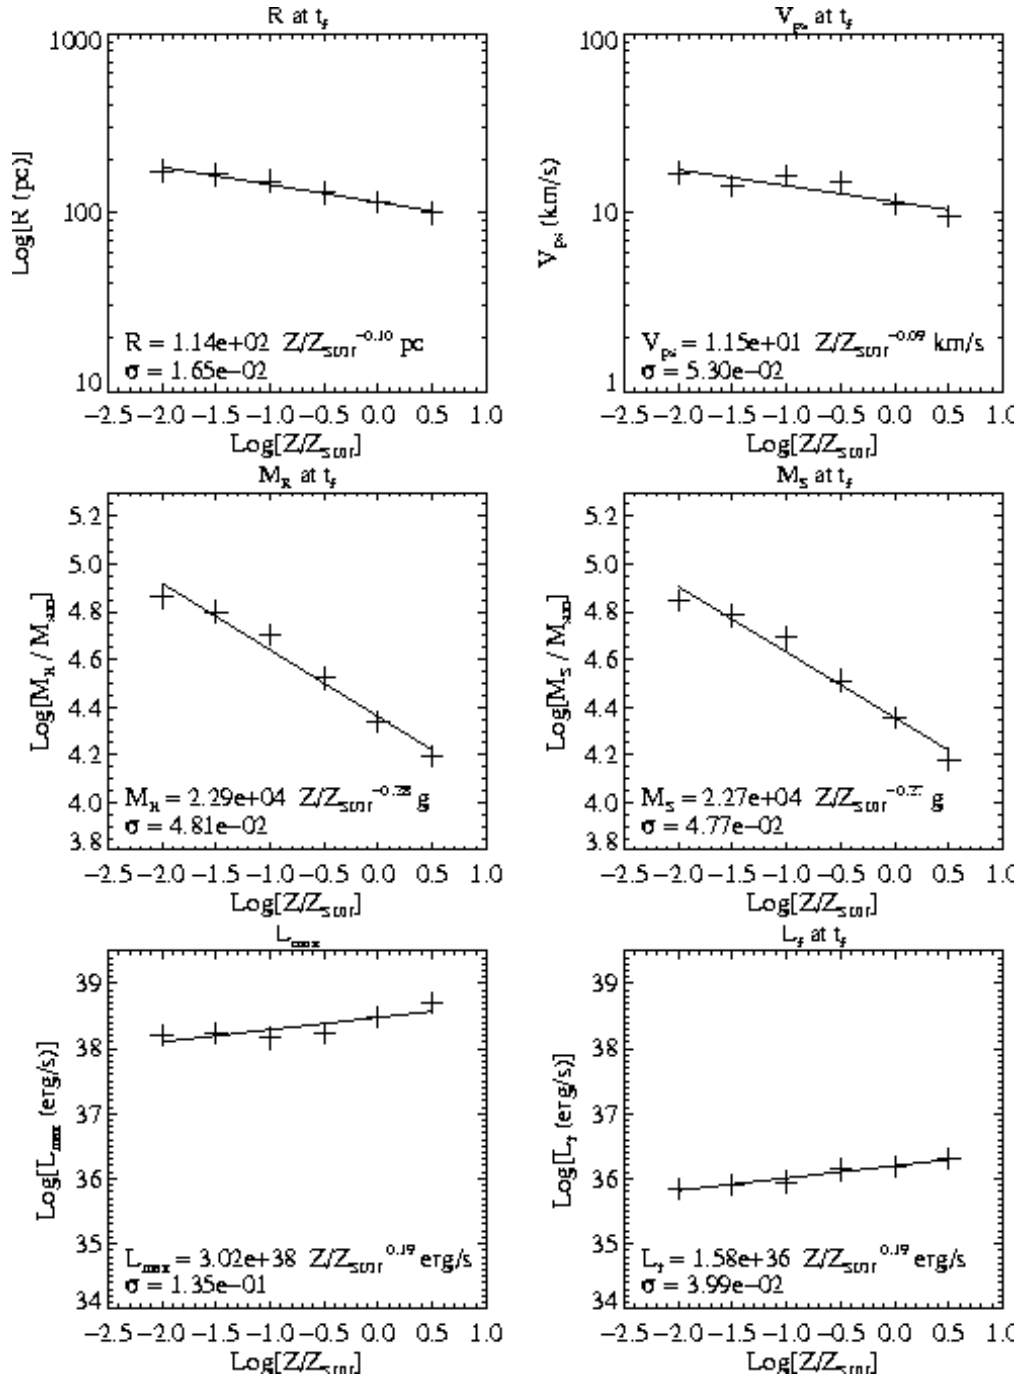 R at t_f
1000
100
10
Log[R (pc)]
R = 1.14e+02 Z/Z_SUN^−0.10 pc
σ = 1.65e−02
−2.5 −2.0 −1.5 −1.0 −0.5 0.0 0.5 1.0
Log[Z/Z_SUN]
V_ps at t_f
100
10
1
V_ps (km/s)
V_ps = 1.15e+01 Z/Z_SUN^−0.09 km/s
σ = 5.30e−02
−2.5 −2.0 −1.5 −1.0 −0.5 0.0 0.5 1.0
Log[Z/Z_SUN]
M_R at t_f
5.2
5.0
4.8
4.6
4.4
4.2
4.0
3.8
Log[M_R / M_sun]
M_R = 2.29e+04 Z/Z_SUN^−0.28 g
σ = 4.81e−02
−2.5 −2.0 −1.5 −1.0 −0.5 0.0 0.5 1.0
Log[Z/Z_SUN]
M_S at t_f
5.2
5.0
4.8
4.6
4.4
4.2
4.0
3.8
Log[M_S / M_sun]
M_S = 2.27e+04 Z/Z_SUN^−0.27 g
σ = 4.77e−02
−2.5 −2.0 −1.5 −1.0 −0.5 0.0 0.5 1.0
Log[Z/Z_SUN]
L_max
39
38
37
36
35
34
Log[L_max (erg/s)]
L_max = 3.02e+38 Z/Z_SUN^0.19 erg/s
σ = 1.35e−01
−2.5 −2.0 −1.5 −1.0 −0.5 0.0 0.5 1.0
Log[Z/Z_SUN]
L_f at t_f
39
38
37
36
35
34
Log[L_f (erg/s)]
L_f = 1.58e+36 Z/Z_SUN^0.19 erg/s
σ = 3.99e−02
−2.5 −2.0 −1.5 −1.0 −0.5 0.0 0.5 1.0
Log[Z/Z_SUN]